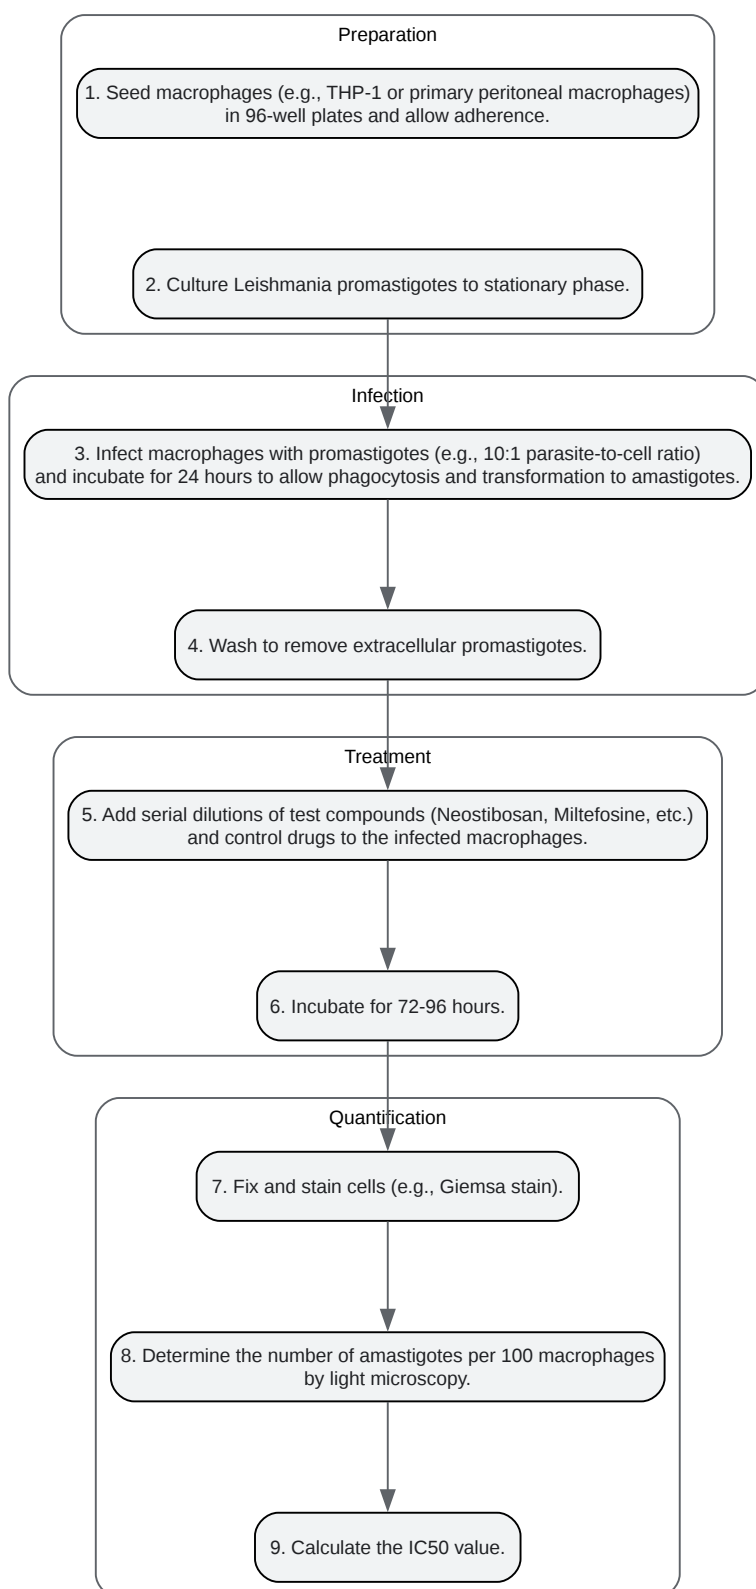 Preparation
1. Seed macrophages (e.g., THP-1 or primary peritoneal macrophages)
in 96-well plates and allow adherence.
2. Culture Leishmania promastigotes to stationary phase.
Infection
3. Infect macrophages with promastigotes (e.g., 10:1 parasite-to-cell ratio)
and incubate for 24 hours to allow phagocytosis and transformation to amastigotes.
4. Wash to remove extracellular promastigotes.
Treatment
5. Add serial dilutions of test compounds (Neostibosan, Miltefosine, etc.)
and control drugs to the infected macrophages.
6. Incubate for 72-96 hours.
Quantification
7. Fix and stain cells (e.g., Giemsa stain).
8. Determine the number of amastigotes per 100 macrophages
by light microscopy.
9. Calculate the IC50 value.